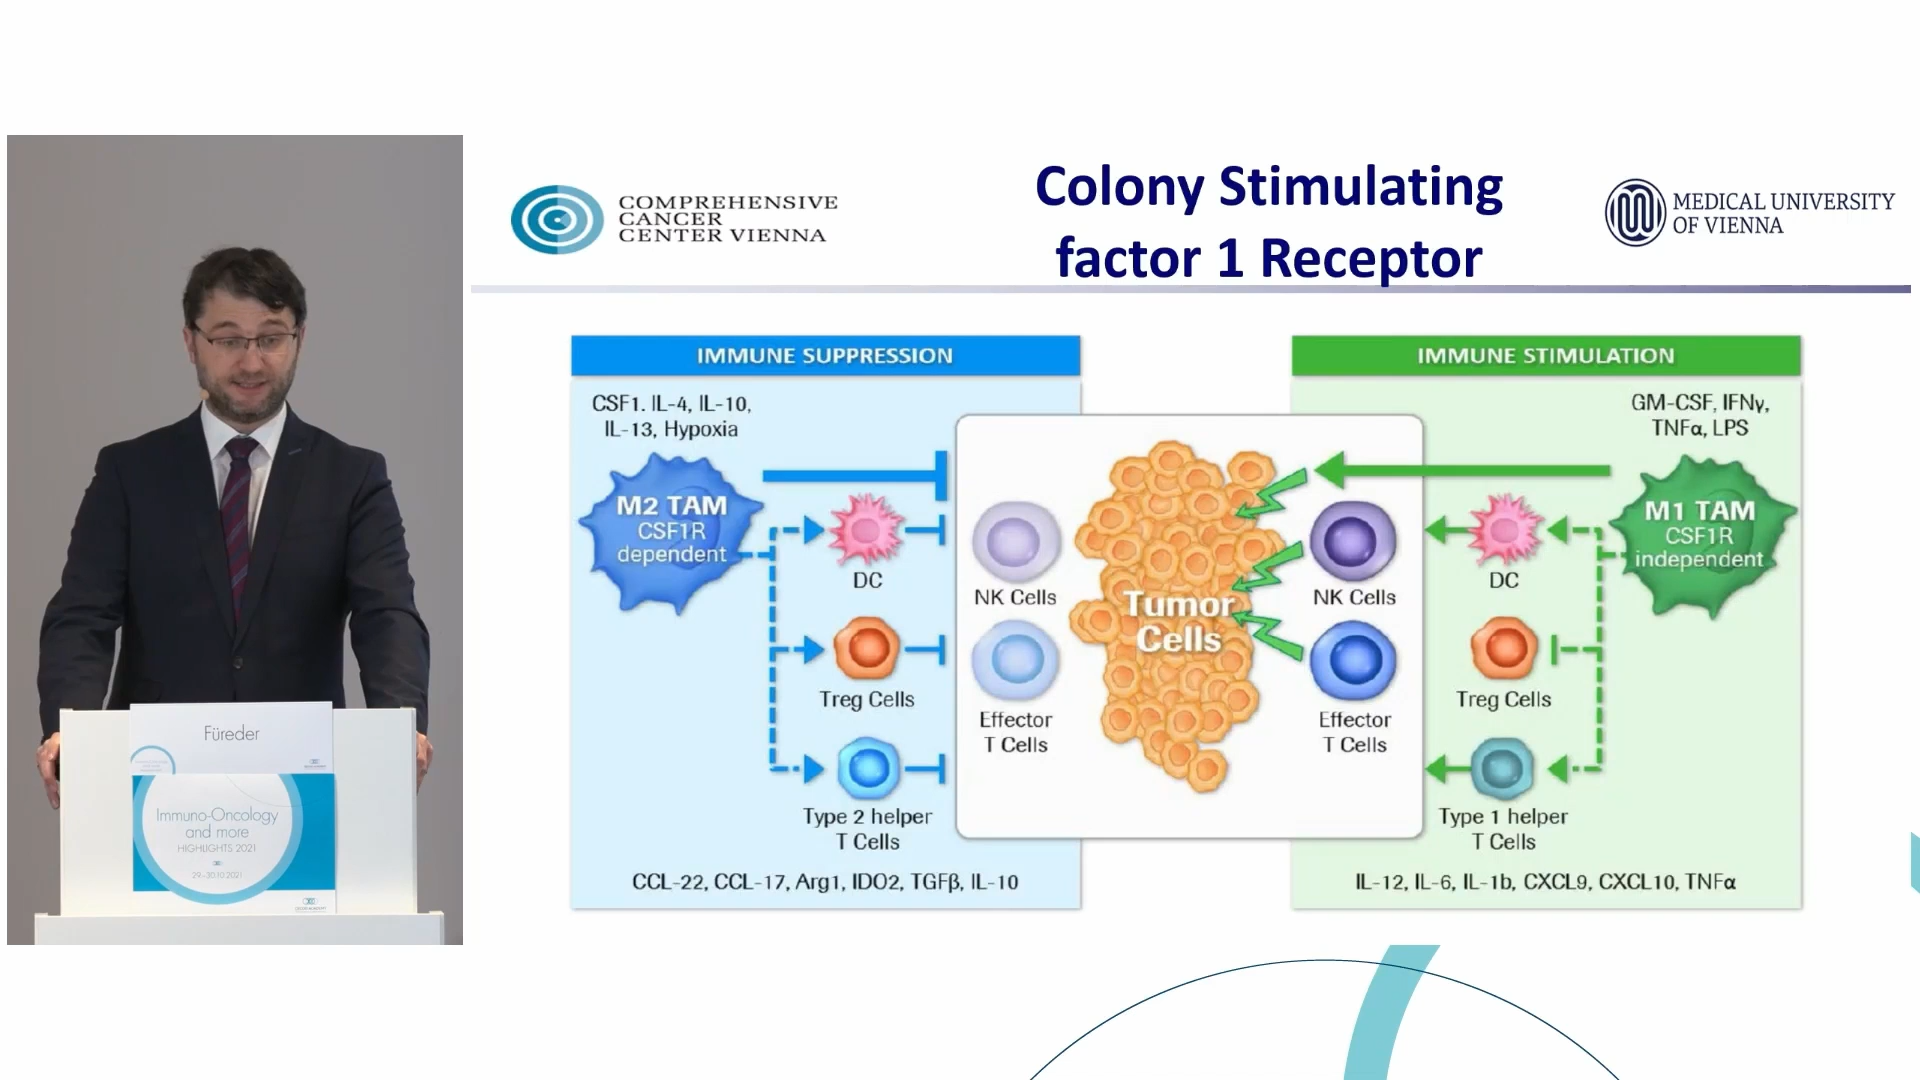 COMPREHENSIVE
CANCER
CENTER VIENNA
Colony Stimulating
factor 1 Receptor
MEDICAL UNIVERSITY
OF VIENNA
IMMUNE SUPPRESSION
CSF1. IL-4, IL-10,
IL-13, Hypoxia
M2 TAM
CSF1R
dependent
DC
Treg Cells
Type 2 helper
T Cells
CCL-22, CCL-17, Arg1, IDO2, TGFβ, IL-10
NK Cells
Effector
T Cells
Tumor
Cells
NK Cells
Effector
T Cells
IMMUNE STIMULATION
GM-CSF, IFNγ,
TNFα, LPS
M1 TAM
CSF1R
independent
DC
Treg Cells
Type 1 helper
T Cells
IL-12, IL-6, IL-1b, CXCL9, CXCL10, TNFα
Füreder
Immuno-Oncology
and more
HIGHLIGHTS 2021
29.–30.10.2021